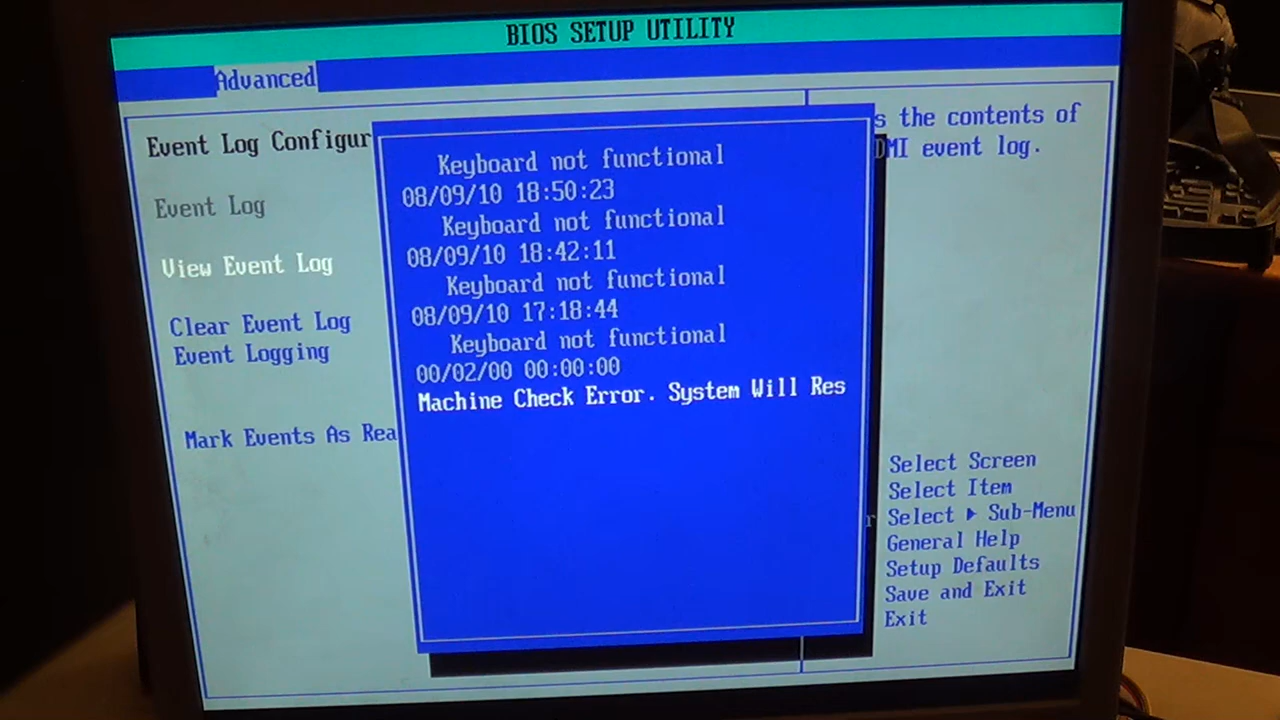 BIOS SETUP UTILITY
Advanced
Event Log Configur
Event Log
View Event Log
Clear Event Log
Event Logging
Mark Events As Rea
Keyboard not functional
08/09/10 18:50:23
Keyboard not functional
08/09/10 18:42:11
Keyboard not functional
08/09/10 17:18:44
Keyboard not functional
00/02/00 00:00:00
Machine Check Error. System Will Res
s the contents of
DMI event log.
Select Screen
Select Item
r Select ▶ Sub-Menu
General Help
Setup Defaults
Save and Exit
Exit